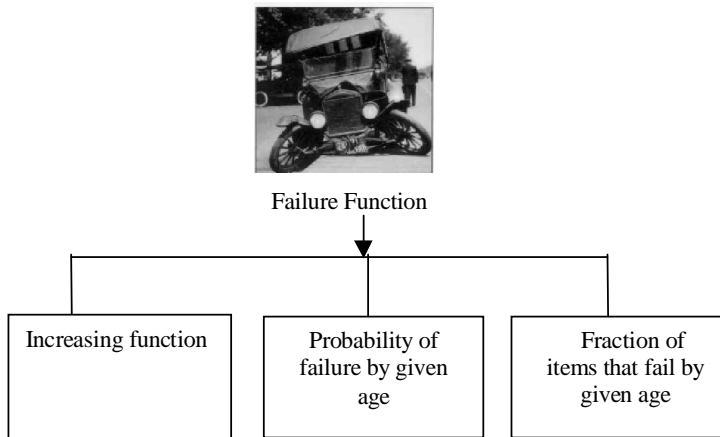 Failure Function
Increasing function
Probability of
failure by given
age
Fraction of
items that fail by
given age